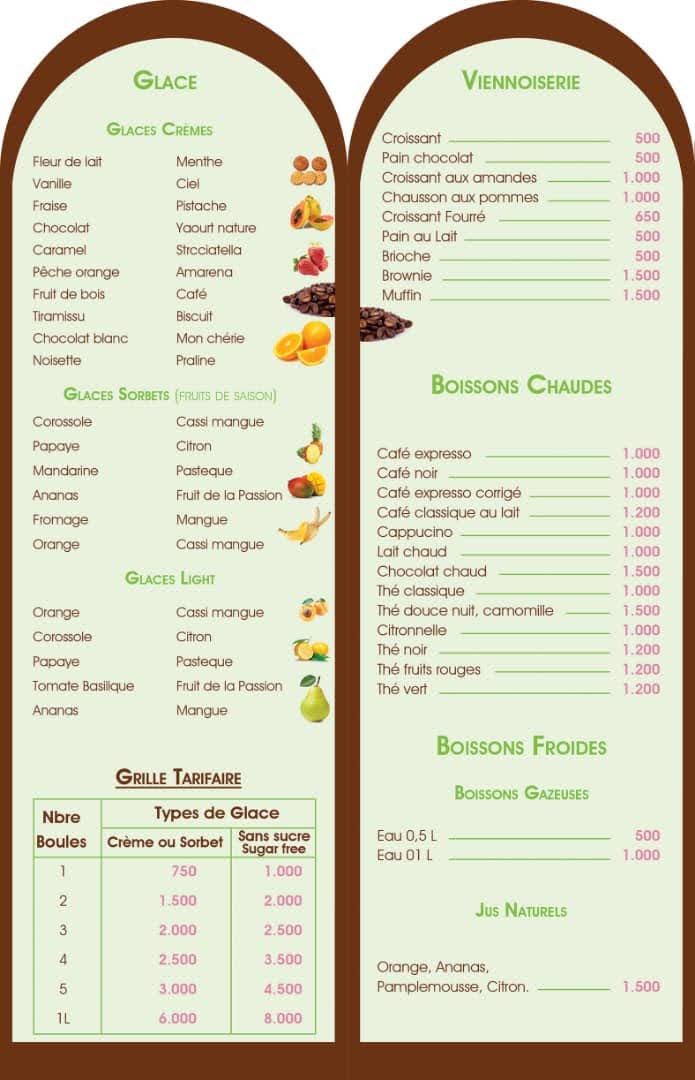 GLACE
GLACES CRÈMES
Fleur de lait Menthe
Vanille Ciel
Fraise Pistache
Chocolat Yaourt nature
Caramel Strcciatella
Pêche orange Amarena
Fruit de bois Café
Tiramissu Biscuit
Chocolat blanc Mon chérie
Noisette Praline
GLACES SORBETS (FRUITS DE SAISON)
Corossole Cassi mangue
Papaye Citron
Mandarine Pasteque
Ananas Fruit de la Passion
Fromage Mangue
Orange Cassi mangue
GLACES LIGHT
Orange Cassi mangue
Corossole Citron
Papaye Pasteque
Tomate Basilique Fruit de la Passion
Ananas Mangue
GRILLE TARIFAIRE
Nbre Boules Types de Glace
Crème ou Sorbet Sans sucre Sugar free
1 750 1.000
2 1.500 2.000
3 2.000 2.500
4 2.500 3.500
5 3.000 4.500
1L 6.000 8.000
VIENNOISERIE
Croissant 500
Pain chocolat 500
Croissant aux amandes 1.000
Chausson aux pommes 1.000
Croissant Fourré 650
Pain au Lait 500
Brioche 500
Brownie 1.500
Muffin 1.500
BOISSONS CHAUDES
Café expresso 1.000
Café noir 1.000
Café expresso corrigé 1.000
Café classique au lait 1.200
Cappucino 1.000
Lait chaud 1.000
Chocolat chaud 1.500
Thé classique 1.000
Thé douce nuit, camomille 1.500
Citronnelle 1.000
Thé noir 1.200
Thé fruits rouges 1.200
Thé vert 1.200
BOISSONS FROIDES
BOISSONS GAZEUSES
Eau 0,5 L 500
Eau 01 L 1.000
JUS NATURELS
Orange, Ananas,
Pamplemousse, Citron. 1.500